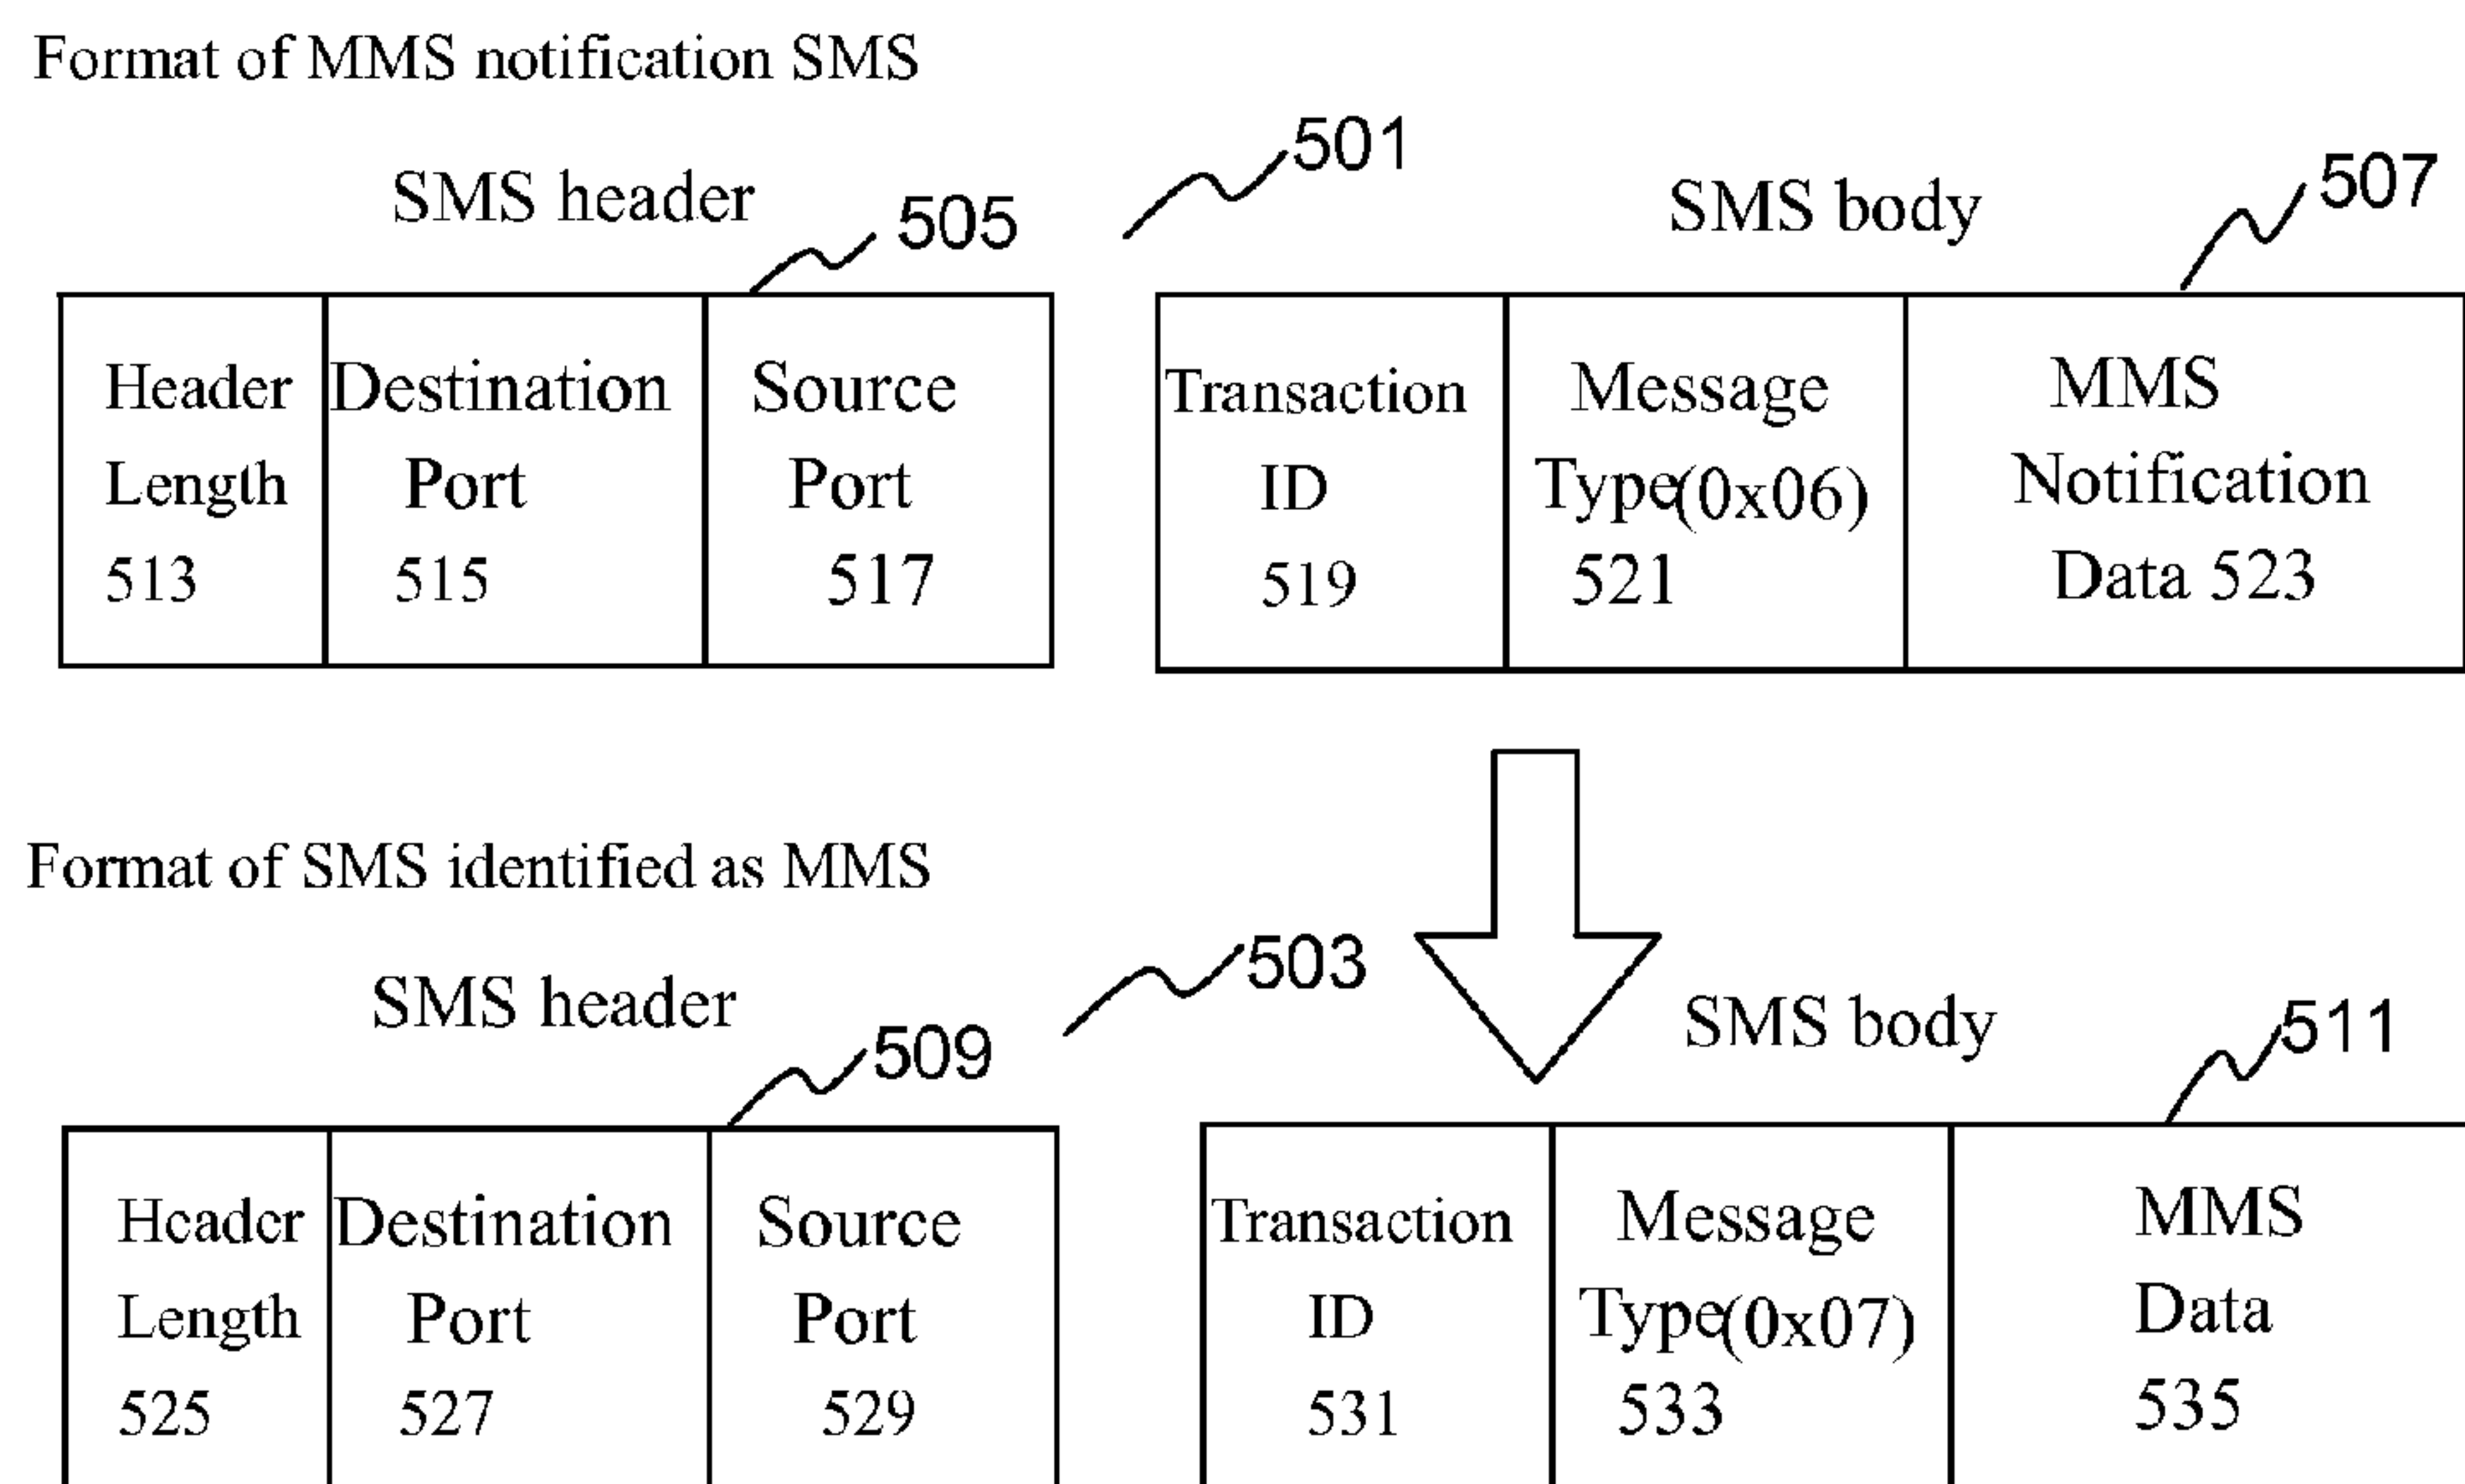 Format of MMS notification SMS
501
SMS header
505
SMS body
507
Header Length 513
Destination Port 515
Source Port 517
Transaction ID 519
Message Type(0x06) 521
MMS Notification Data 523
Format of SMS identified as MMS
503
SMS header
509
SMS body
511
Header Length 525
Destination Port 527
Source Port 529
Transaction ID 531
Message Type(0x07) 533
MMS Data 535